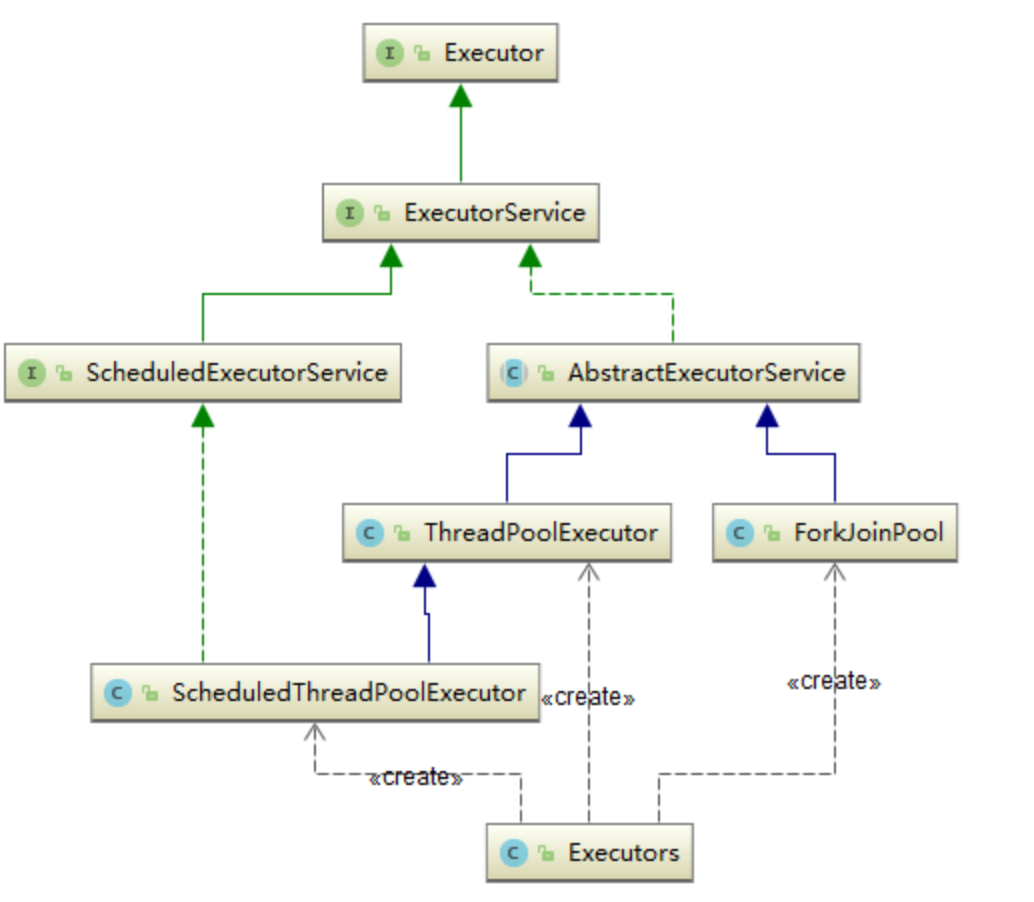 I Executor
I ExecutorService
I ScheduledExecutorService
C AbstractExecutorService
C ThreadPoolExecutor
C ForkJoinPool
C ScheduledThreadPoolExecutor
«create»
«create»
«create»
C Executors